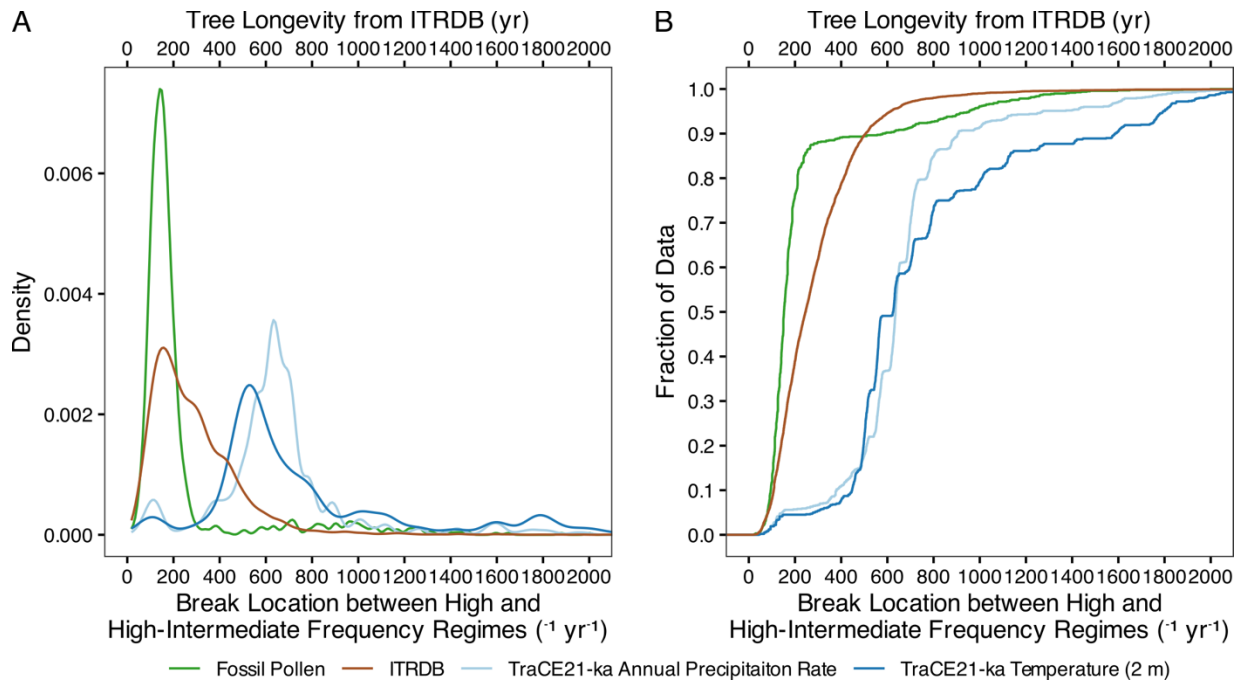 A
Tree Longevity from ITRDB (yr)
0 200 400 600 800 1000 1200 1400 1600 1800 2000
0.006
0.004
0.002
0.000
Density
0 200 400 600 800 1000 1200 1400 1600 1800 2000
Break Location between High and
High-Intermediate Frequency Regimes (⁻¹ yr⁻¹)
B
Tree Longevity from ITRDB (yr)
0 200 400 600 800 1000 1200 1400 1600 1800 2000
1.0
0.9
0.8
0.7
0.6
0.5
0.4
0.3
0.2
0.1
0.0
Fraction of Data
0 200 400 600 800 1000 1200 1400 1600 1800 2000
Break Location between High and
High-Intermediate Frequency Regimes (⁻¹ yr⁻¹)
Fossil Pollen ITRDB TraCE21-ka Annual Precipitaiton Rate TraCE21-ka Temperature (2 m)